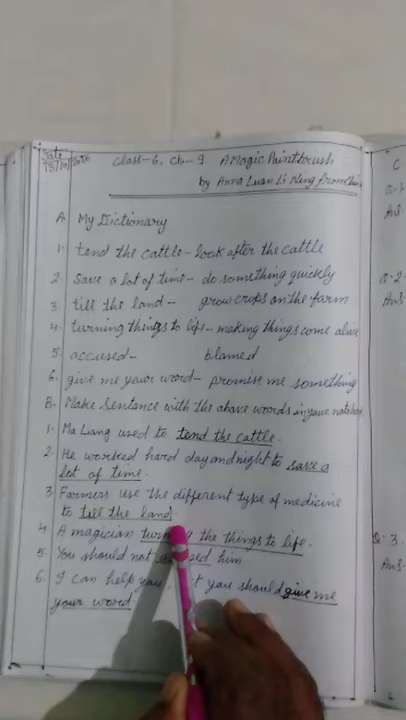 Date
Class-6, Ch-9 A Magic Paintbrush
by Anna Luan Li Ming from China
A. My Dictionary
1. tend the cattle- look after the cattle
2. Save a lot of time- do something quickly
3. till the land- grow crops on the farm
4. turning things to life- making things come alive
5. accused- blamed
6. give me your word- promise me something
B. Make Sentence with the above words in your notebook
1. Ma Liang used to tend the cattle.
2. He worked hard day and night to save a
lot of time.
3 Farmers use the different type of medicine
to till the land
4 A magician the things to life.
5. You should not him
6. I can help you you should give me
your word.
C
Q.2
Ans
Q.3
Ans